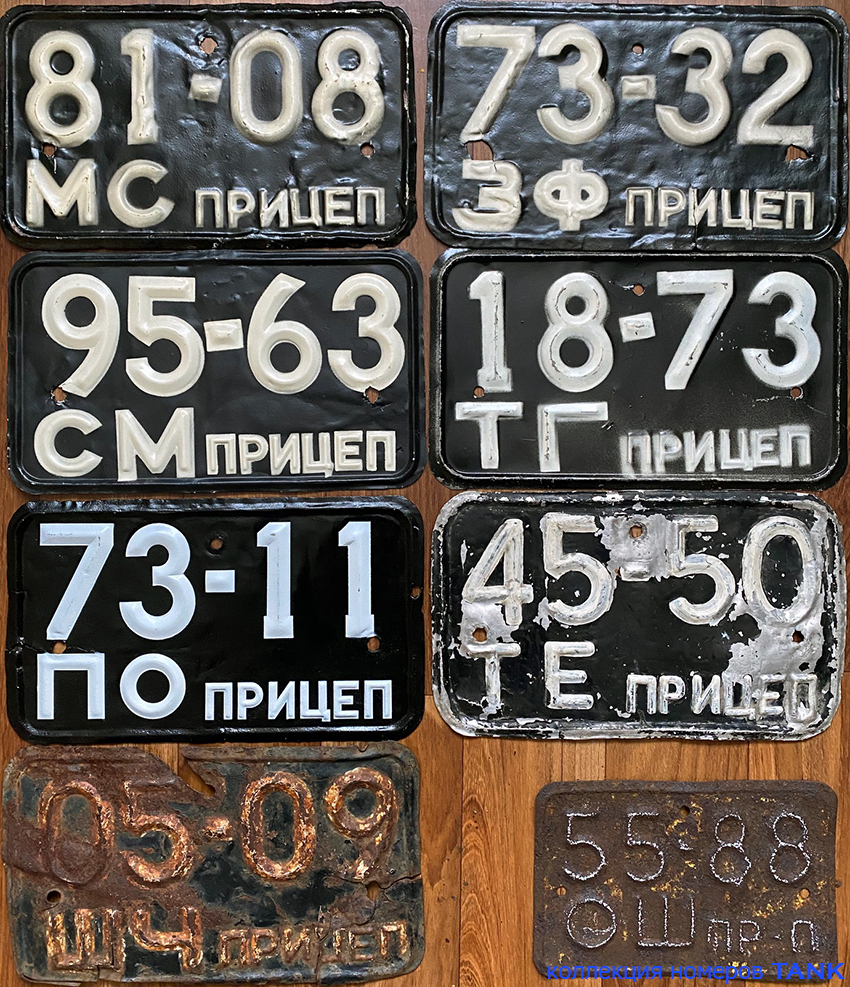 81-08
МС ПРИЦЕП
73-32
ЗФ ПРИЦЕП
95-63
СМ ПРИЦЕП
18-73
ТГ ПРИЦЕП
73-11
ПО ПРИЦЕП
45-50
ТЕ ПРИЦЕП
05-09
ШЧ ПРИЦЕП
55-88
ОШ ПР-П
коллекция номеров TANK